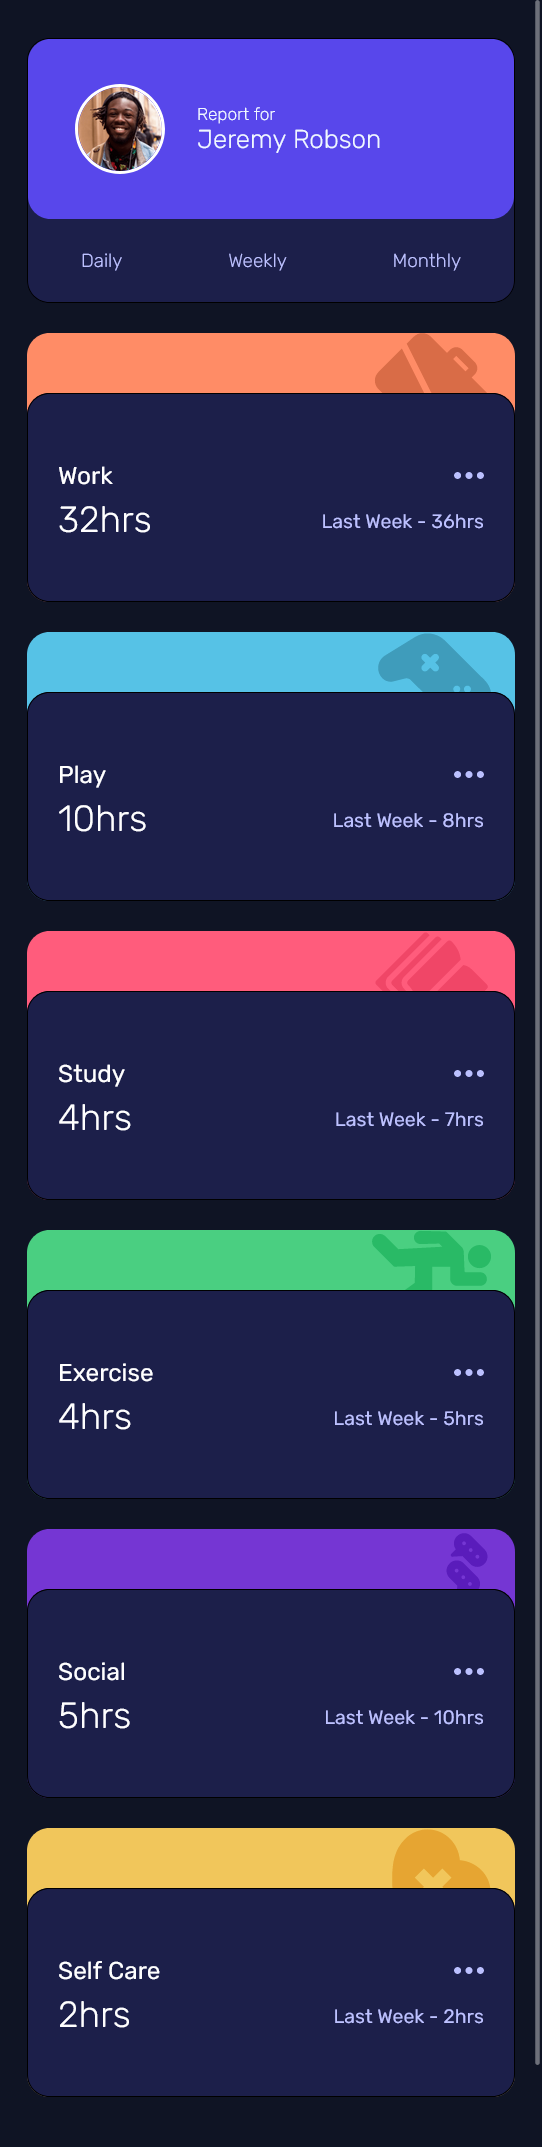 Report for
Jeremy Robson
Daily Weekly Monthly
Work
32hrs Last Week - 36hrs
Play
10hrs Last Week - 8hrs
Study
4hrs Last Week - 7hrs
Exercise
4hrs Last Week - 5hrs
Social
5hrs Last Week - 10hrs
Self Care
2hrs Last Week - 2hrs